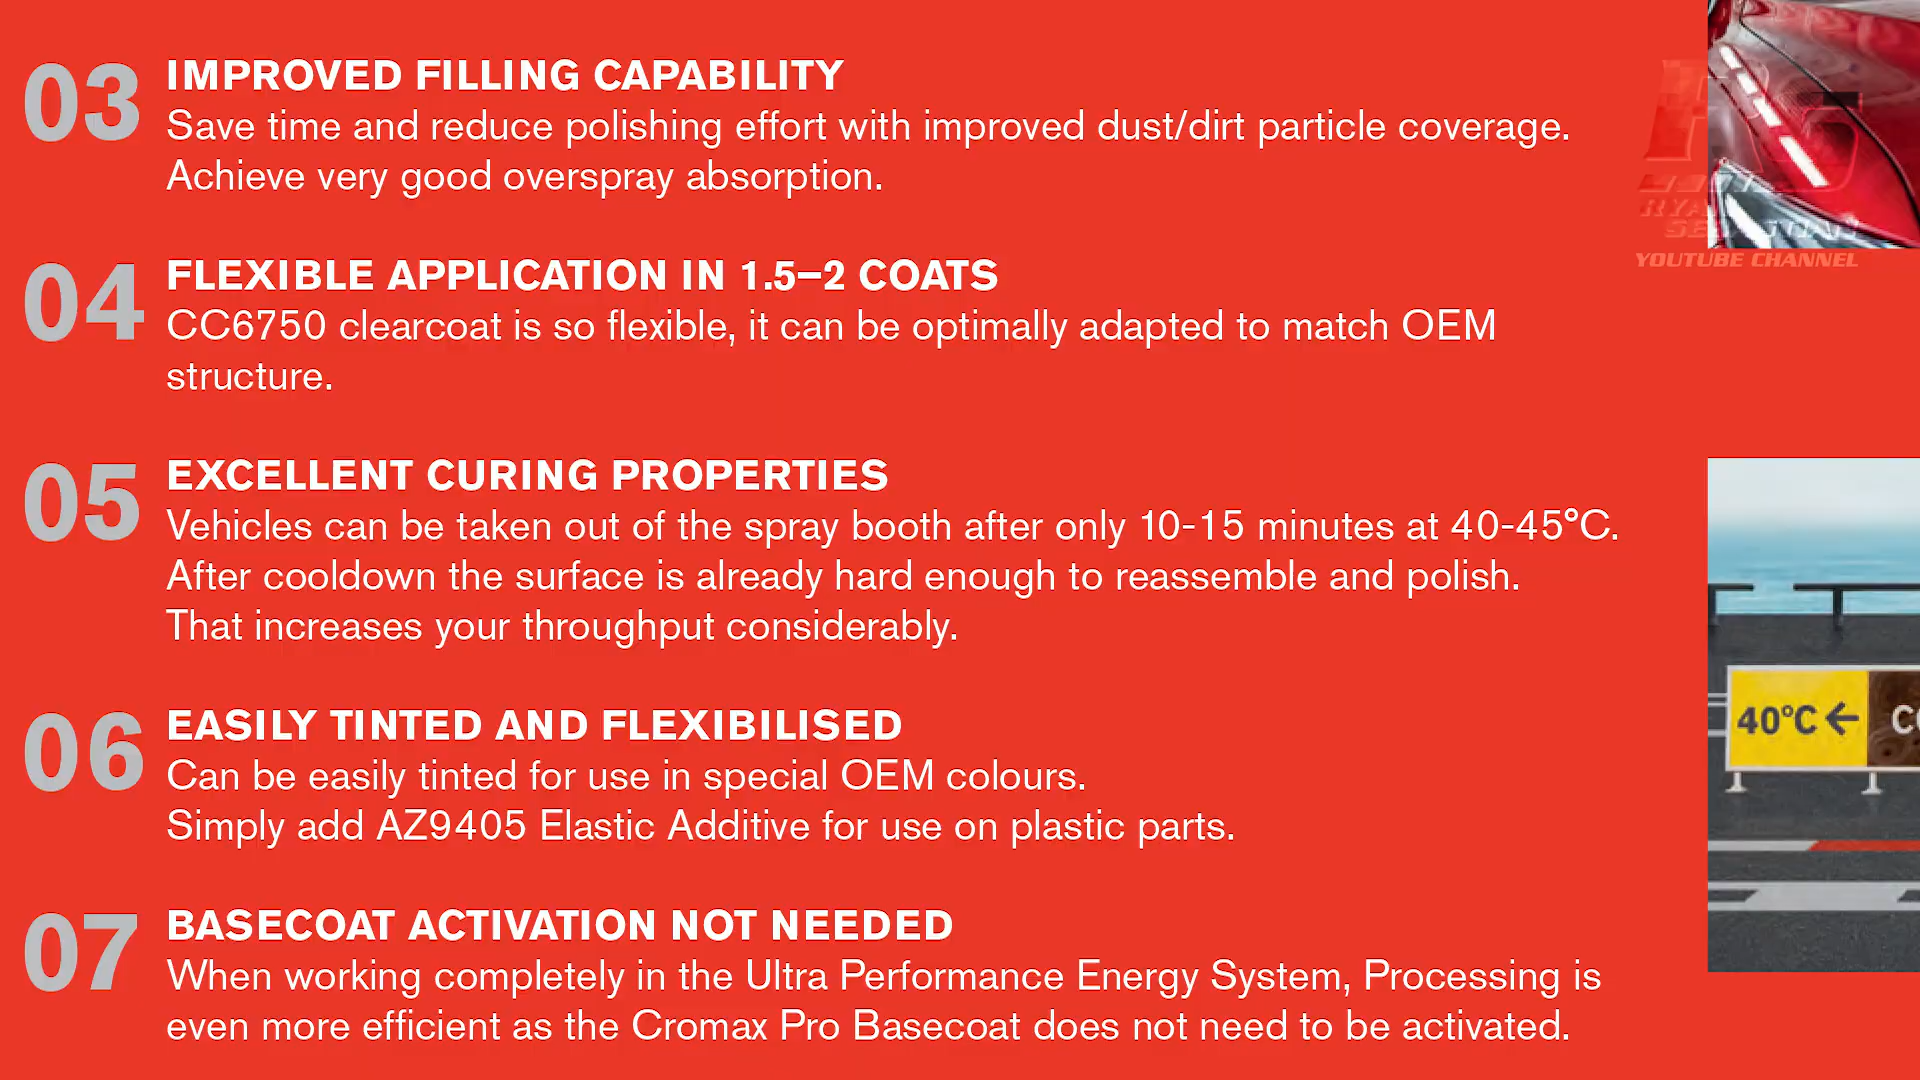 03
IMPROVED FILLING CAPABILITY
Save time and reduce polishing effort with improved dust/dirt particle coverage.
Achieve very good overspray absorption.
04
FLEXIBLE APPLICATION IN 1.5–2 COATS
CC6750 clearcoat is so flexible, it can be optimally adapted to match OEM
structure.
05
EXCELLENT CURING PROPERTIES
Vehicles can be taken out of the spray booth after only 10-15 minutes at 40-45°C.
After cooldown the surface is already hard enough to reassemble and polish.
That increases your throughput considerably.
06
EASILY TINTED AND FLEXIBILISED
Can be easily tinted for use in special OEM colours.
Simply add AZ9405 Elastic Additive for use on plastic parts.
07
BASECOAT ACTIVATION NOT NEEDED
When working completely in the Ultra Performance Energy System, Processing is
even more efficient as the Cromax Pro Basecoat does not need to be activated.
YOUTUBE CHANNEL
40°C ←